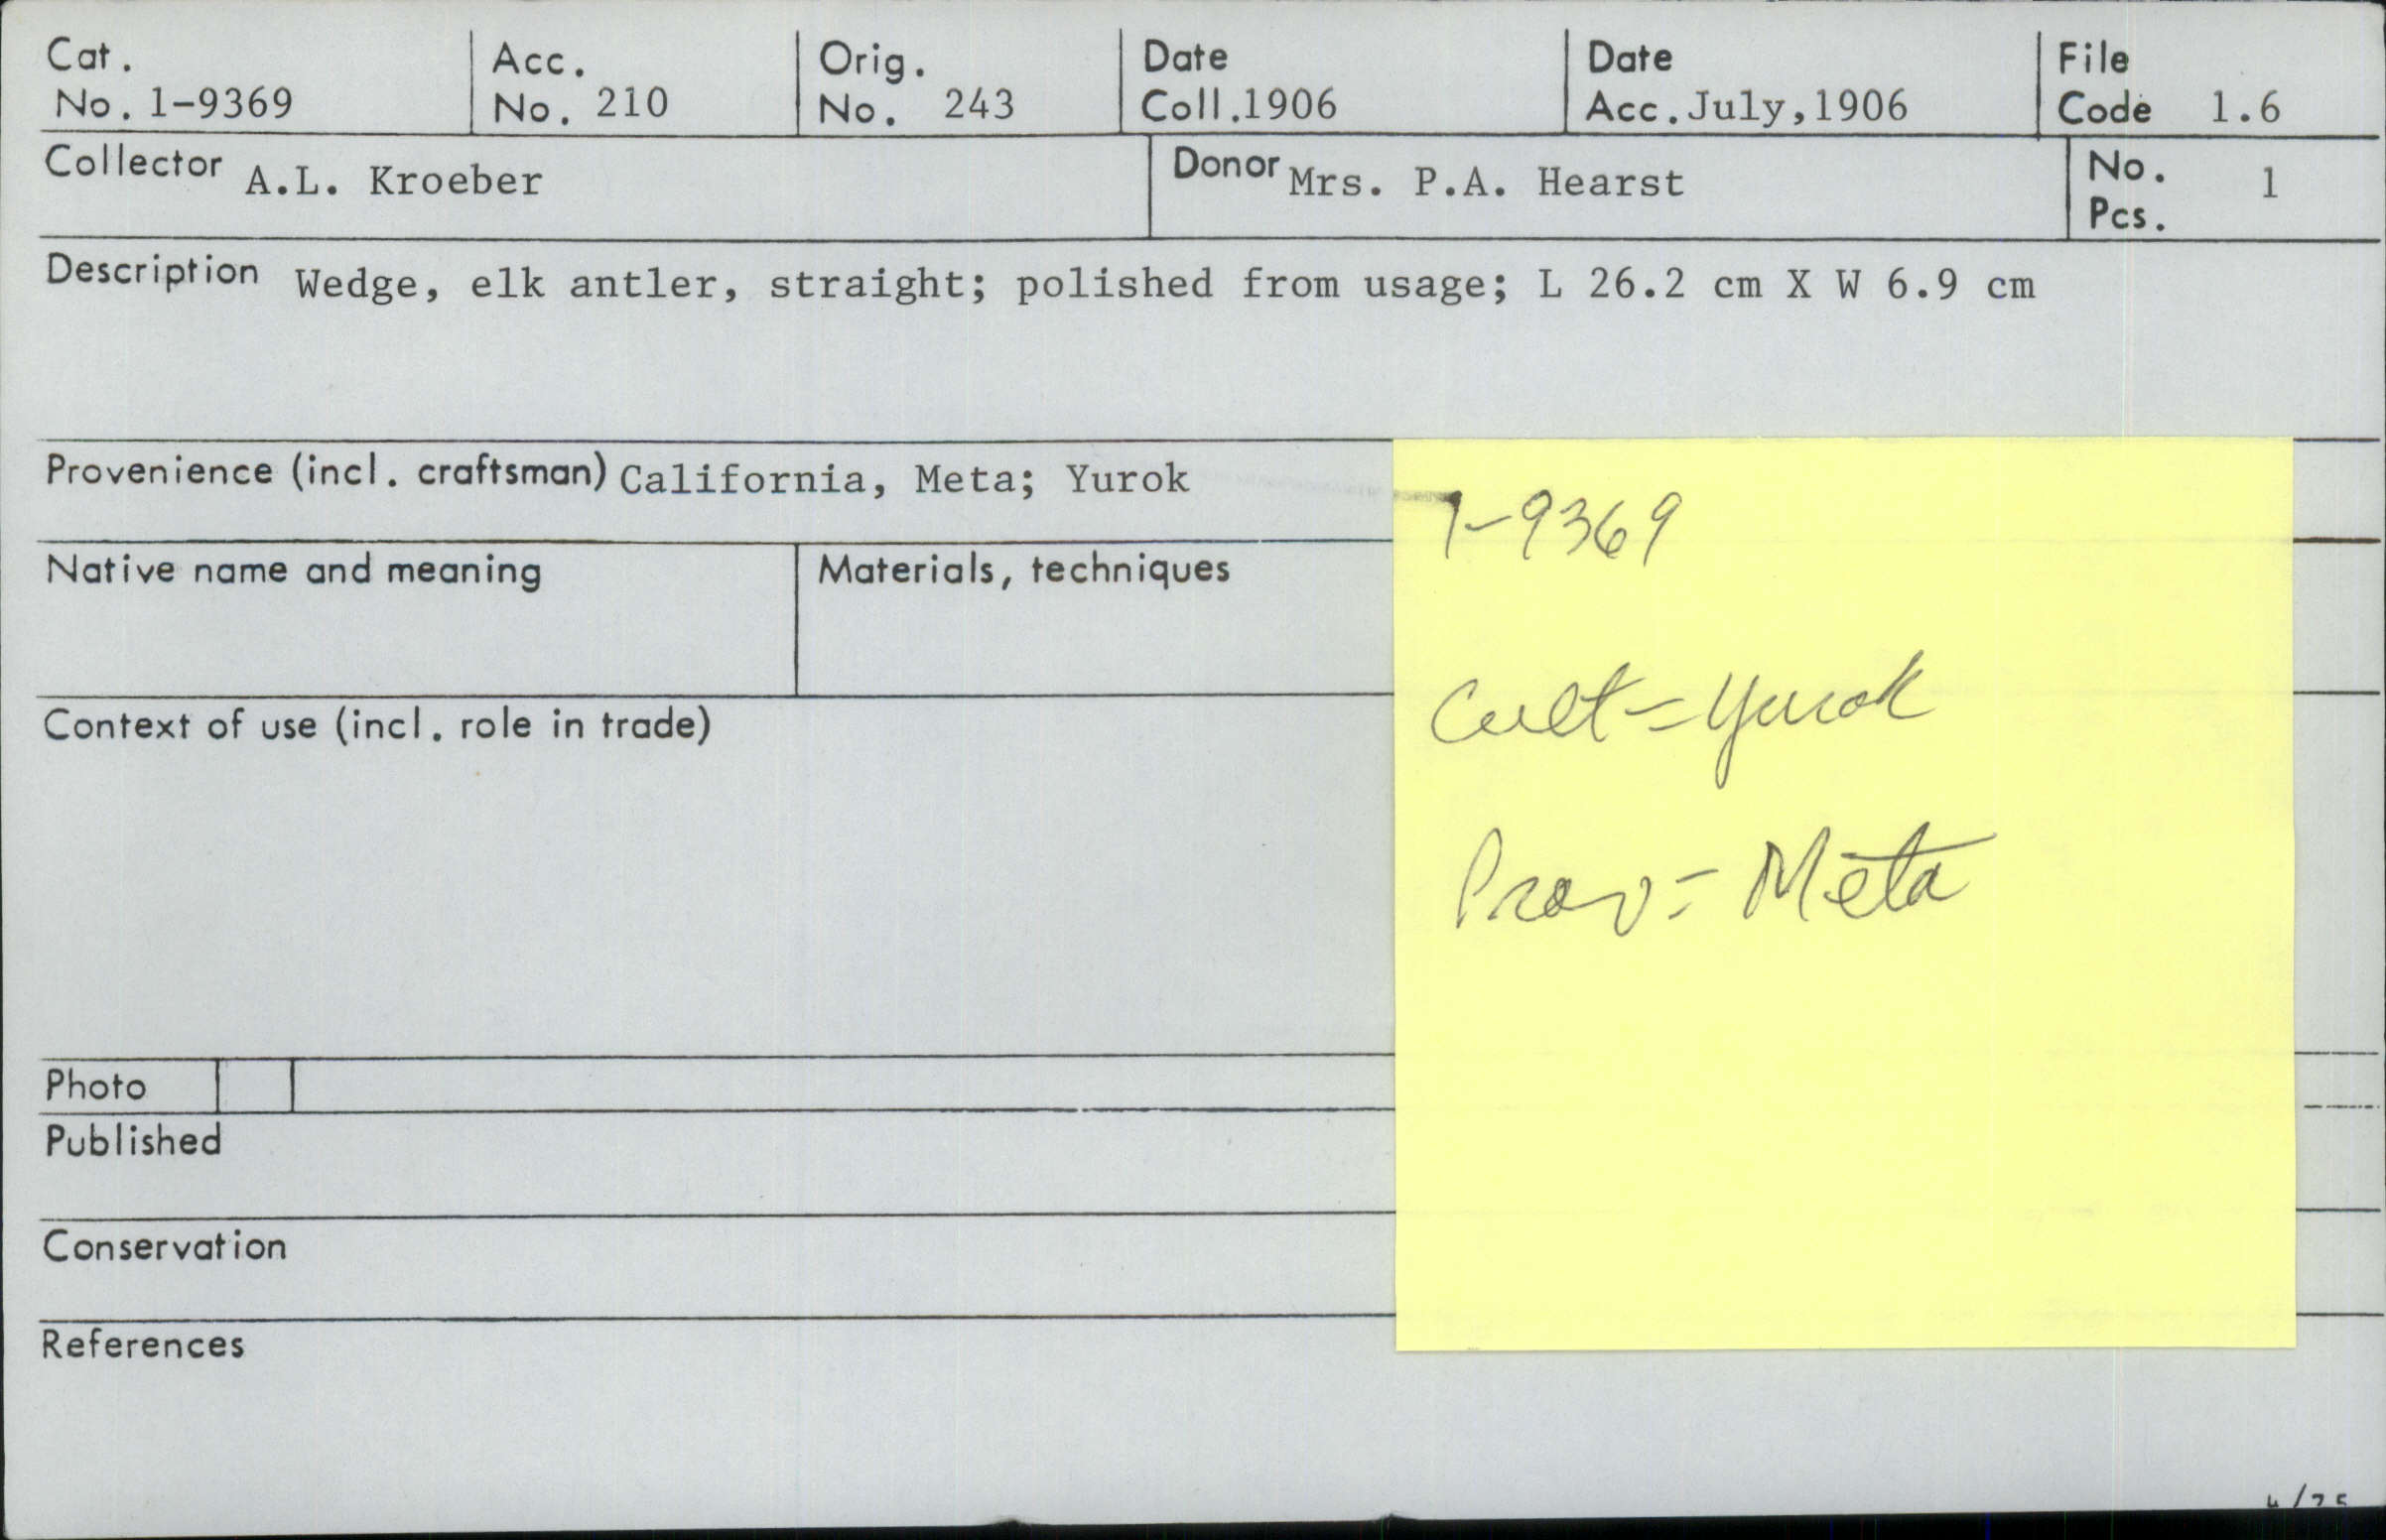 Cat. No. 1-9369
Acc. No. 210
Orig. No. 243
Date Coll. 1906
Date Acc. July, 1906
File Code 1.6
Collector A.L. Kroeber
Donor Mrs. P.A. Hearst
No. Pcs. 1
Description Wedge, elk antler, straight; polished from usage; L 26.2 cm X W 6.9 cm
Provenience (incl. craftsman) California, Meta; Yurok
Native name and meaning
Materials, techniques
Context of use (incl. role in trade)
Photo
Published
Conservation
References
1-9369
Cult = Yurok
Prov = Meta